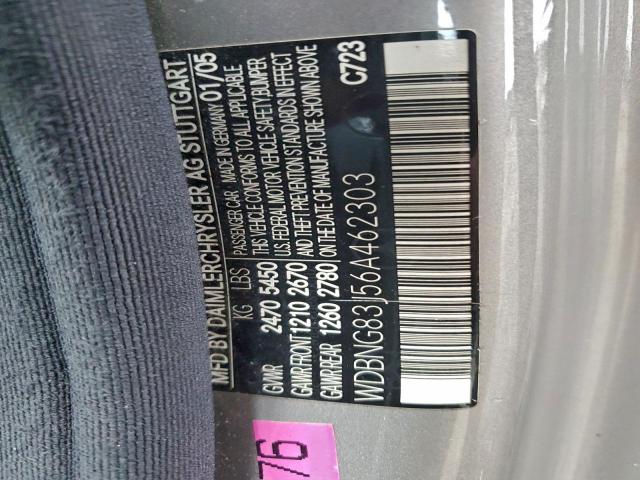 MFD BY DAIMLERCHRYSLER AG STUTTGART
KG LBS PASSENGER CAR / MADE IN GERMANY 01/05
GVWR 2470 5450 THIS VEHICLE CONFORMS TO ALL APPLICABLE
U.S. FEDERAL MOTOR VEHICLE SAFETY, BUMPER
GAWR FRONT 1210 2670 AND THEFT PREVENTION STANDARDS IN EFFECT
GAWR REAR 1260 2780 ON THE DATE OF MANUFACTURE SHOWN ABOVE
WDBNG83J56A462303 C723
76